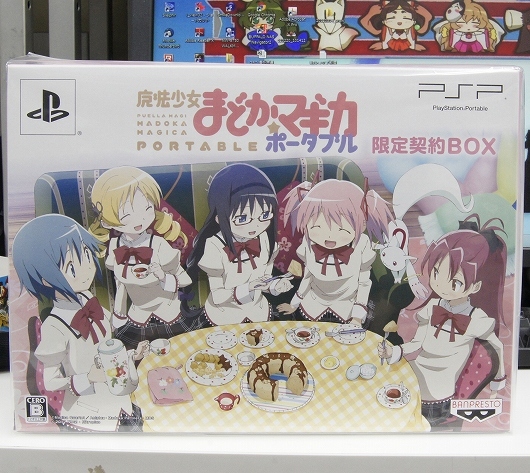 魔法少女
まどか☆マギカ
PUELLA MAGI
MADOKA
MAGICA
PORTABLE
ポータブル
限定契約BOX
PSP
PlayStation.Portable
CERO
B
BANPRESTO